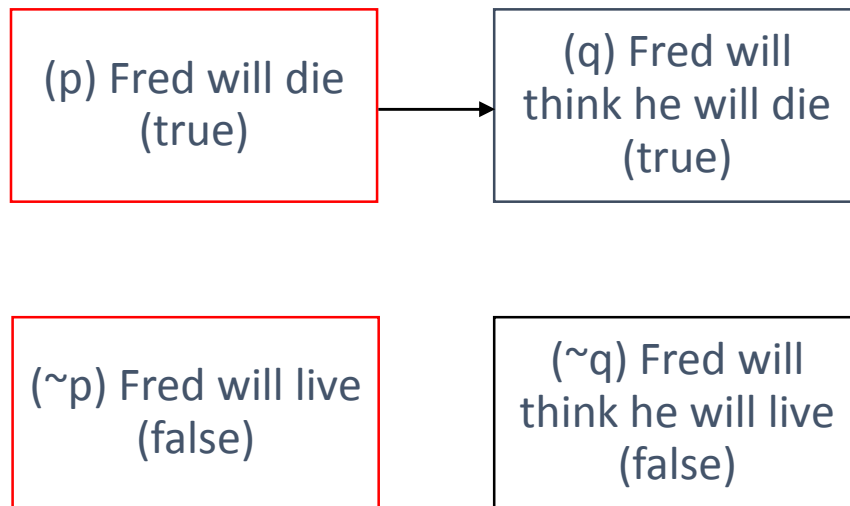 (p) Fred will die
(true)
(q) Fred will
think he will die
(true)
(~p) Fred will live
(false)
(~q) Fred will
think he will live
(false)